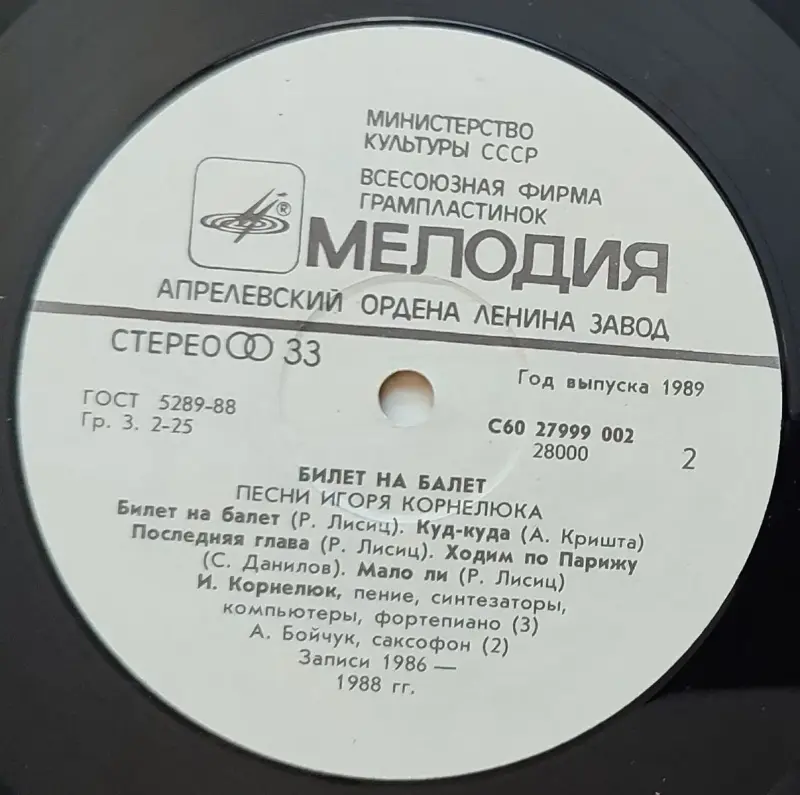 МИНИСТЕРСТВО
КУЛЬТУРЫ СССР
ВСЕСОЮЗНАЯ ФИРМА
ГРАМПЛАСТИНОК
®
МЕЛОДИЯ
АПРЕЛЕВСКИЙ ОРДЕНА ЛЕНИНА ЗАВОД
СТЕРЕО 33
Год выпуска 1989
ГОСТ 5289-88
Гр. 3. 2-25
С60 27999 002
28000
2
БИЛЕТ НА БАЛЕТ
ПЕСНИ ИГОРЯ КОРНЕЛЮКА
Билет на балет (Р. Лисиц). Куд-куда (А. Кришта)
Последняя глава (Р. Лисиц). Ходим по Парижу
(С. Данилов). Мало ли (Р. Лисиц)
И. Корнелюк, пение, синтезаторы,
компьютеры, фортепиано (3)
А. Бойчук, саксофон (2)
Записи 1986 —
1988 гг.